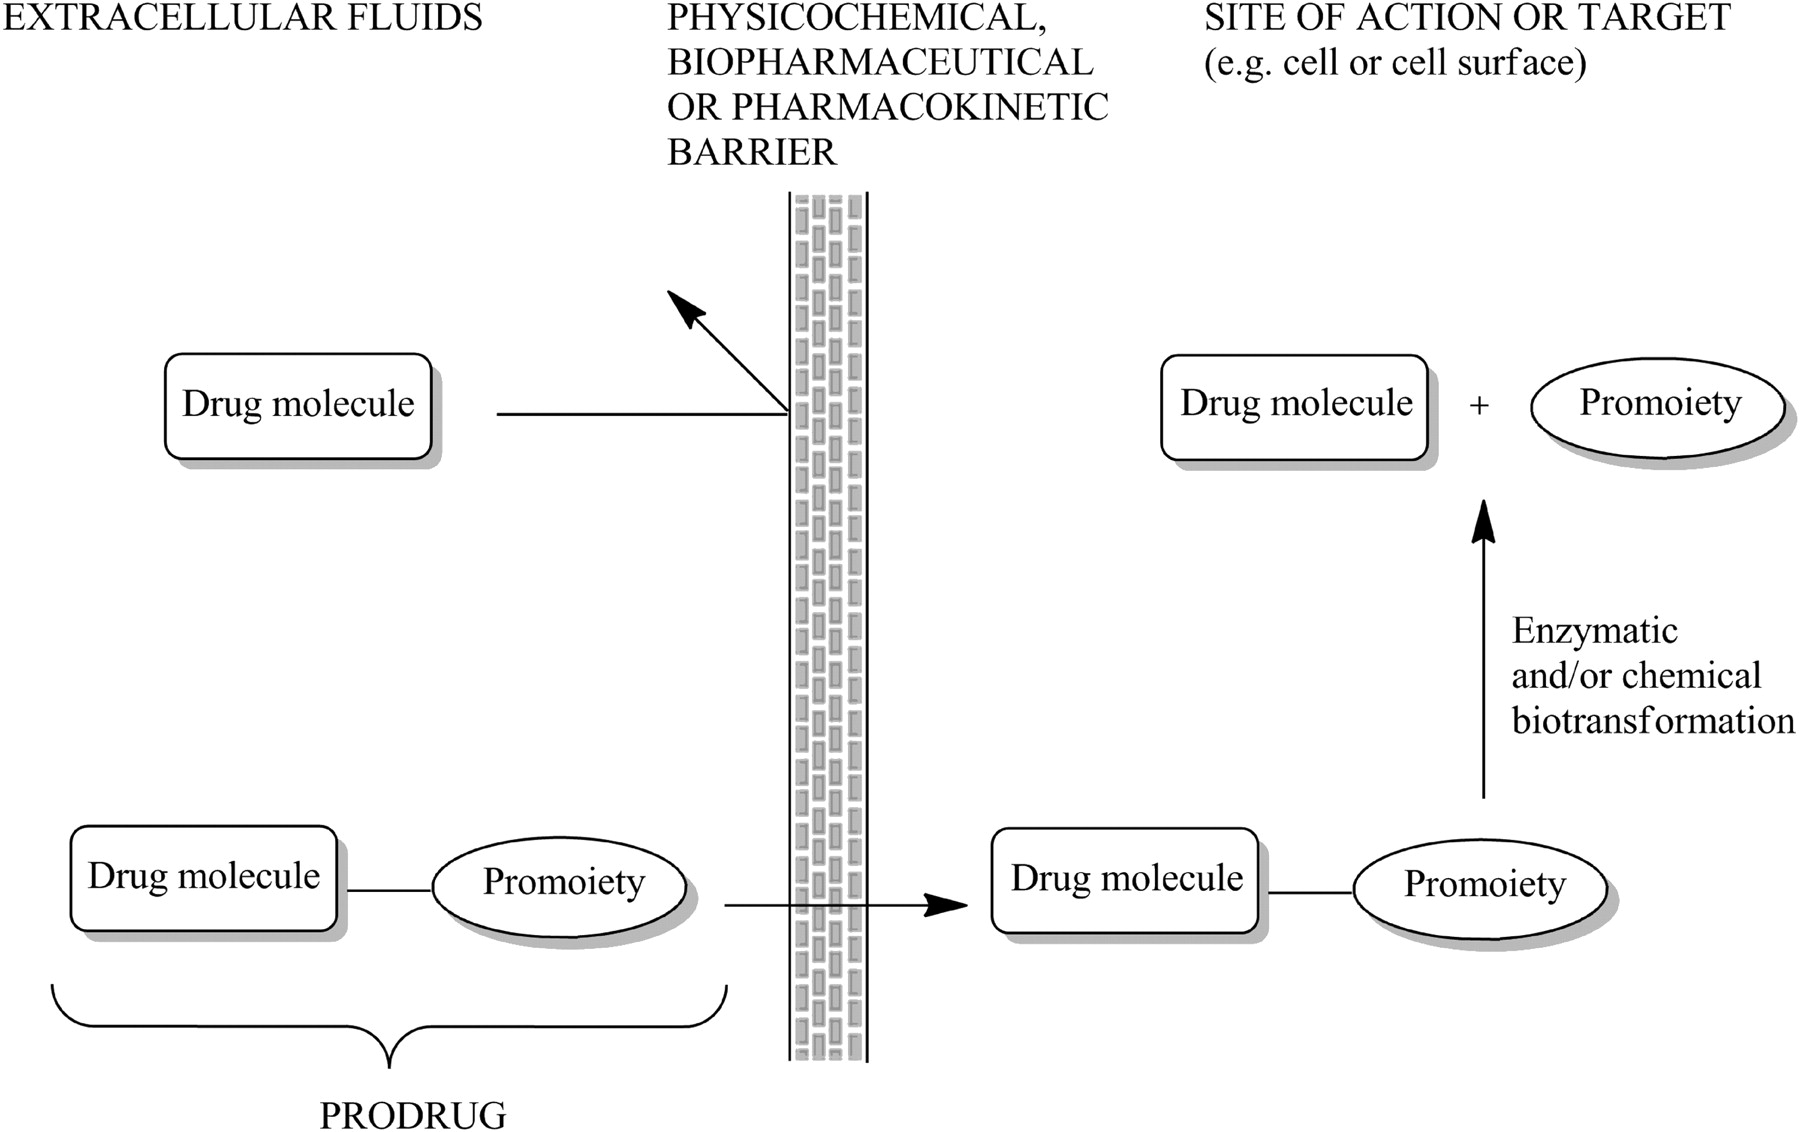 EXTRACELLULAR FLUIDS
PHYSICOCHEMICAL,
BIOPHARMACEUTICAL
OR PHARMACOKINETIC
BARRIER
SITE OF ACTION OR TARGET
(e.g. cell or cell surface)
Drug molecule
Drug molecule
+
Promoiety
Enzymatic
and/or chemical
biotransformation
Drug molecule
Promoiety
Drug molecule
Promoiety
PRODRUG